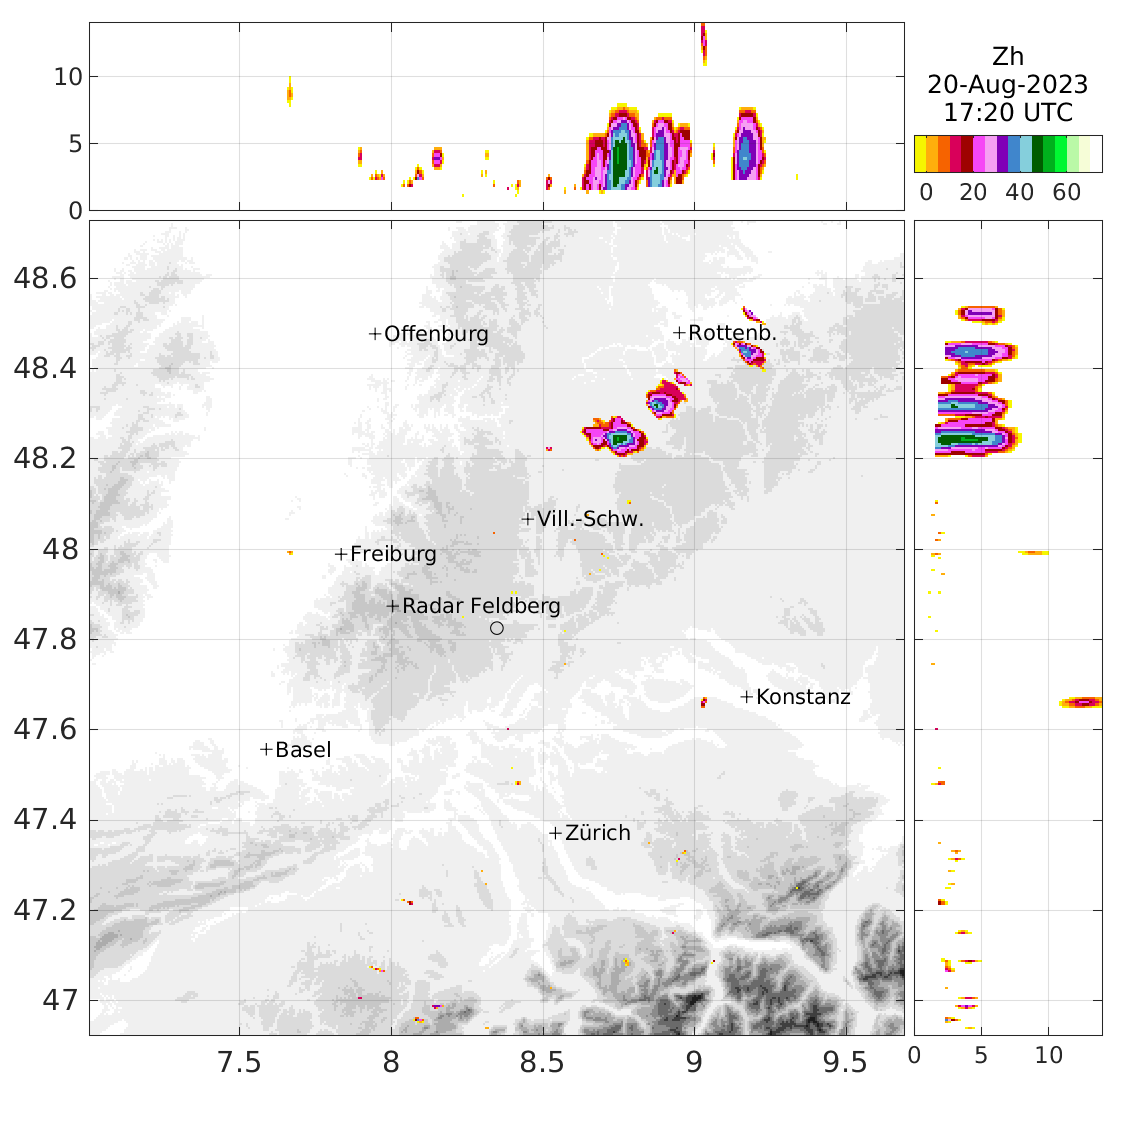 10
5
0
Zh
20-Aug-2023
17:20 UTC
0 20 40 60
48.6
48.4
48.2
48
47.8
47.6
47.4
47.2
47
Offenburg
Rottenb.
Vill.-Schw.
Freiburg
Radar Feldberg
Konstanz
Basel
Zürich
7.5 8 8.5 9 9.5
0 5 10